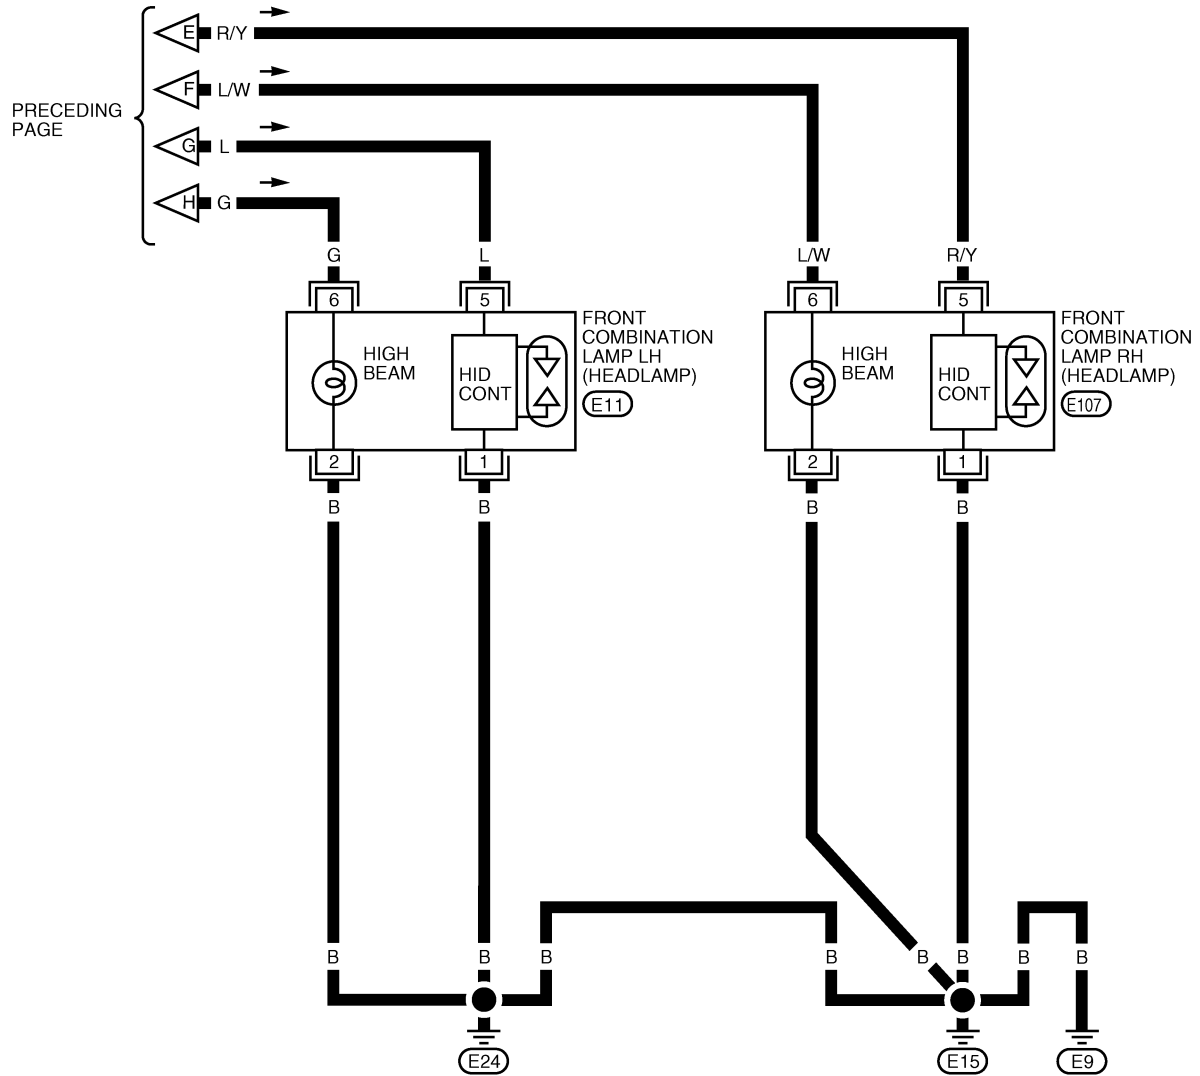 E R/Y
F L/W
PRECEDING
PAGE
G L
H G
G L L/W R/Y
6 5 6 5
FRONT
COMBINATION
LAMP LH
(HEADLAMP)
E11
HIGH
BEAM
HID
CONT
FRONT
COMBINATION
LAMP RH
(HEADLAMP)
E107
HIGH
BEAM
HID
CONT
2 1 2 1
B B B B
B B B B B B B B
E24 E15 E9